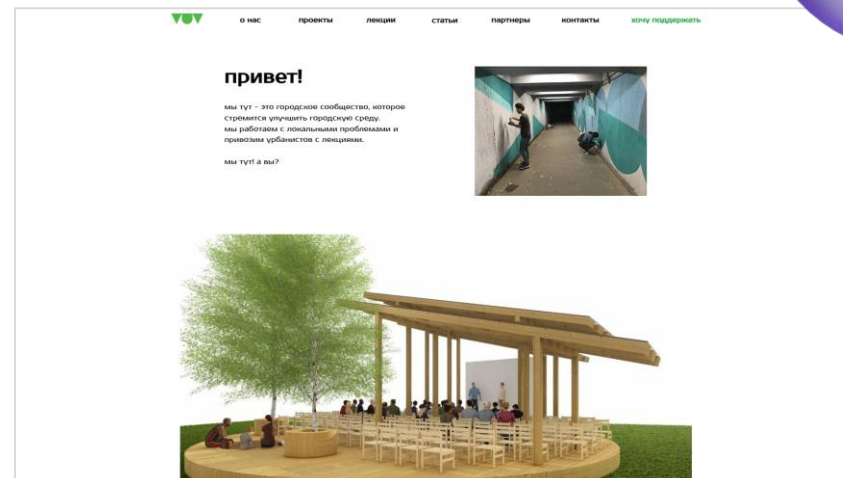 о нас проекты лекции статьи партнеры контакты хочу поддержать
привет!
мы тут - это городское сообщество, которое
стремится улучшить городскую среду.
мы работаем с локальными проблемами и
привозим урбанистов с лекциями.
мы тут! а вы?